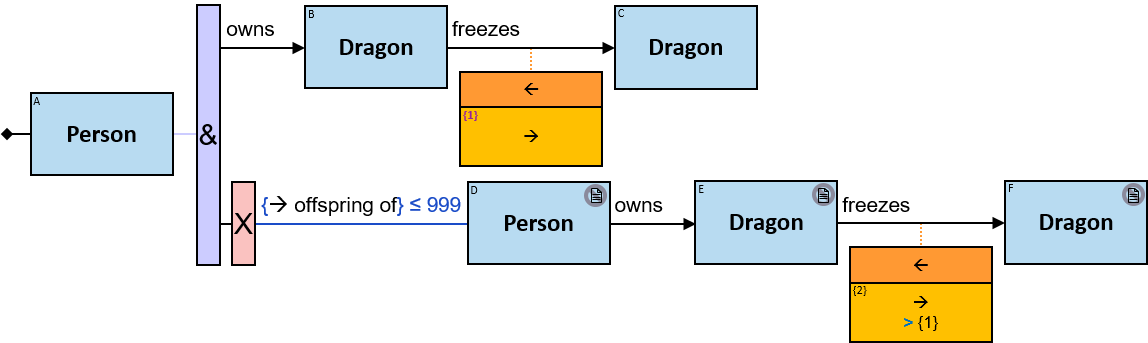 owns
B
Dragon
freezes
C
Dragon
←
{1}
→
A
Person
&
X
{→ offspring of} ≤ 999
D
Person
owns
E
Dragon
freezes
F
Dragon
←
{2}
→
> {1}